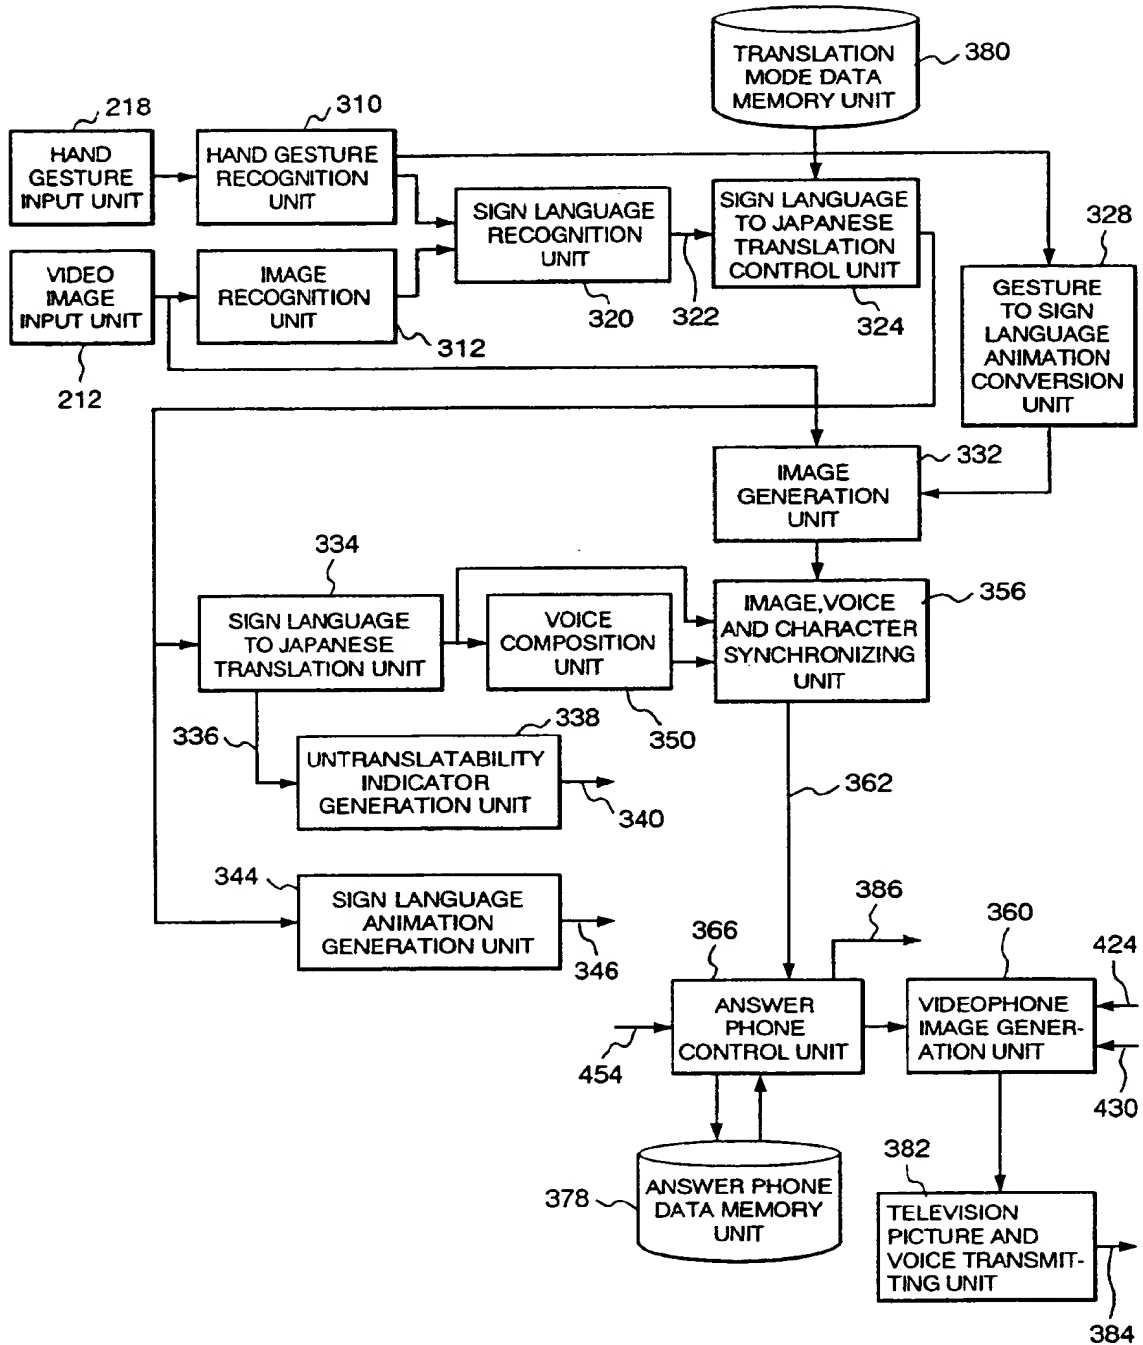 TRANSLATION
MODE DATA
MEMORY UNIT
380
218
310
HAND
GESTURE
INPUT UNIT
HAND GESTURE
RECOGNITION
UNIT
SIGN LANGUAGE
RECOGNITION
UNIT
SIGN LANGUAGE
TO JAPANESE
TRANSLATION
CONTROL UNIT
328
VIDEO
IMAGE
INPUT UNIT
IMAGE
RECOGNITION
UNIT
320
322
324
GESTURE
TO SIGN
LANGUAGE
ANIMATION
CONVERSION
UNIT
312
212
332
IMAGE
GENERATION
UNIT
334
SIGN LANGUAGE
TO JAPANESE
TRANSLATION UNIT
VOICE
COMPOSITION
UNIT
IMAGE,VOICE
AND CHARACTER
SYNCHRONIZING
UNIT
356
336
338
350
UNTRANSLATABILITY
INDICATOR
GENERATION UNIT
340
362
344
SIGN LANGUAGE
ANIMATION
GENERATION UNIT
346
366
386
360
424
ANSWER
PHONE
CONTROL UNIT
VIDEOPHONE
IMAGE GENER-
ATION UNIT
454
430
378
ANSWER PHONE
DATA MEMORY
UNIT
382
TELEVISION
PICTURE AND
VOICE TRANSMIT-
TING UNIT
384